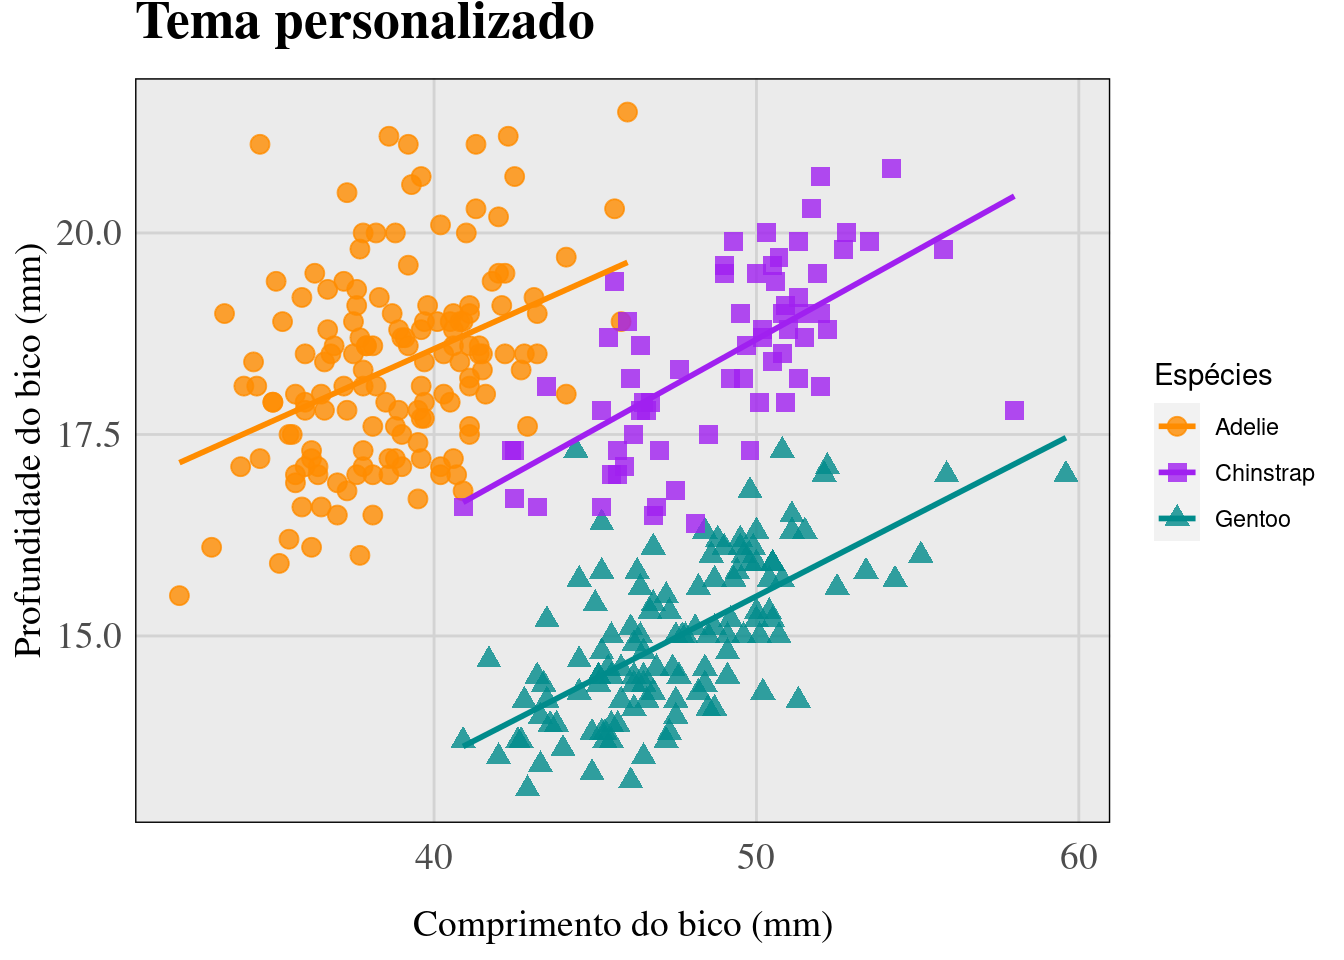 Tema personalizado
Profundidade do bico (mm)
20.0
17.5
15.0
40
50
60
Comprimento do bico (mm)
Espécies
Adelie
Chinstrap
Gentoo